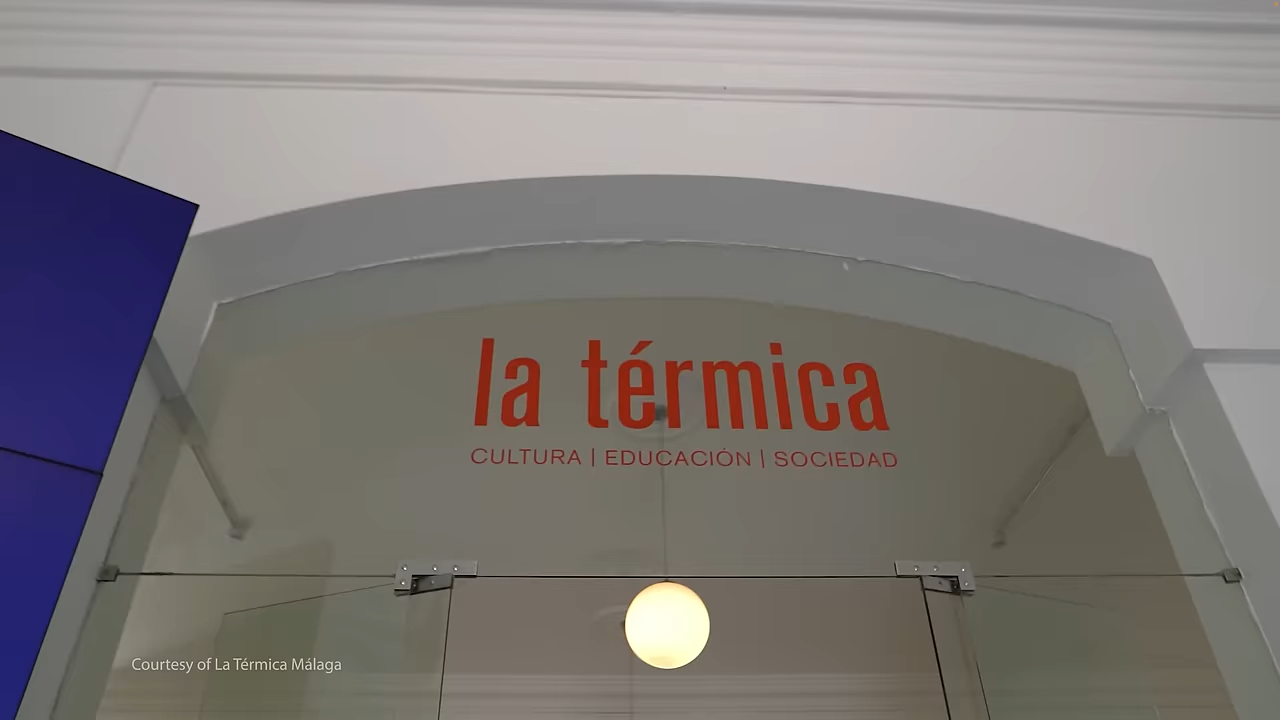 la térmica
CULTURA | EDUCACIÓN | SOCIEDAD
Courtesy of La Térmica Málaga